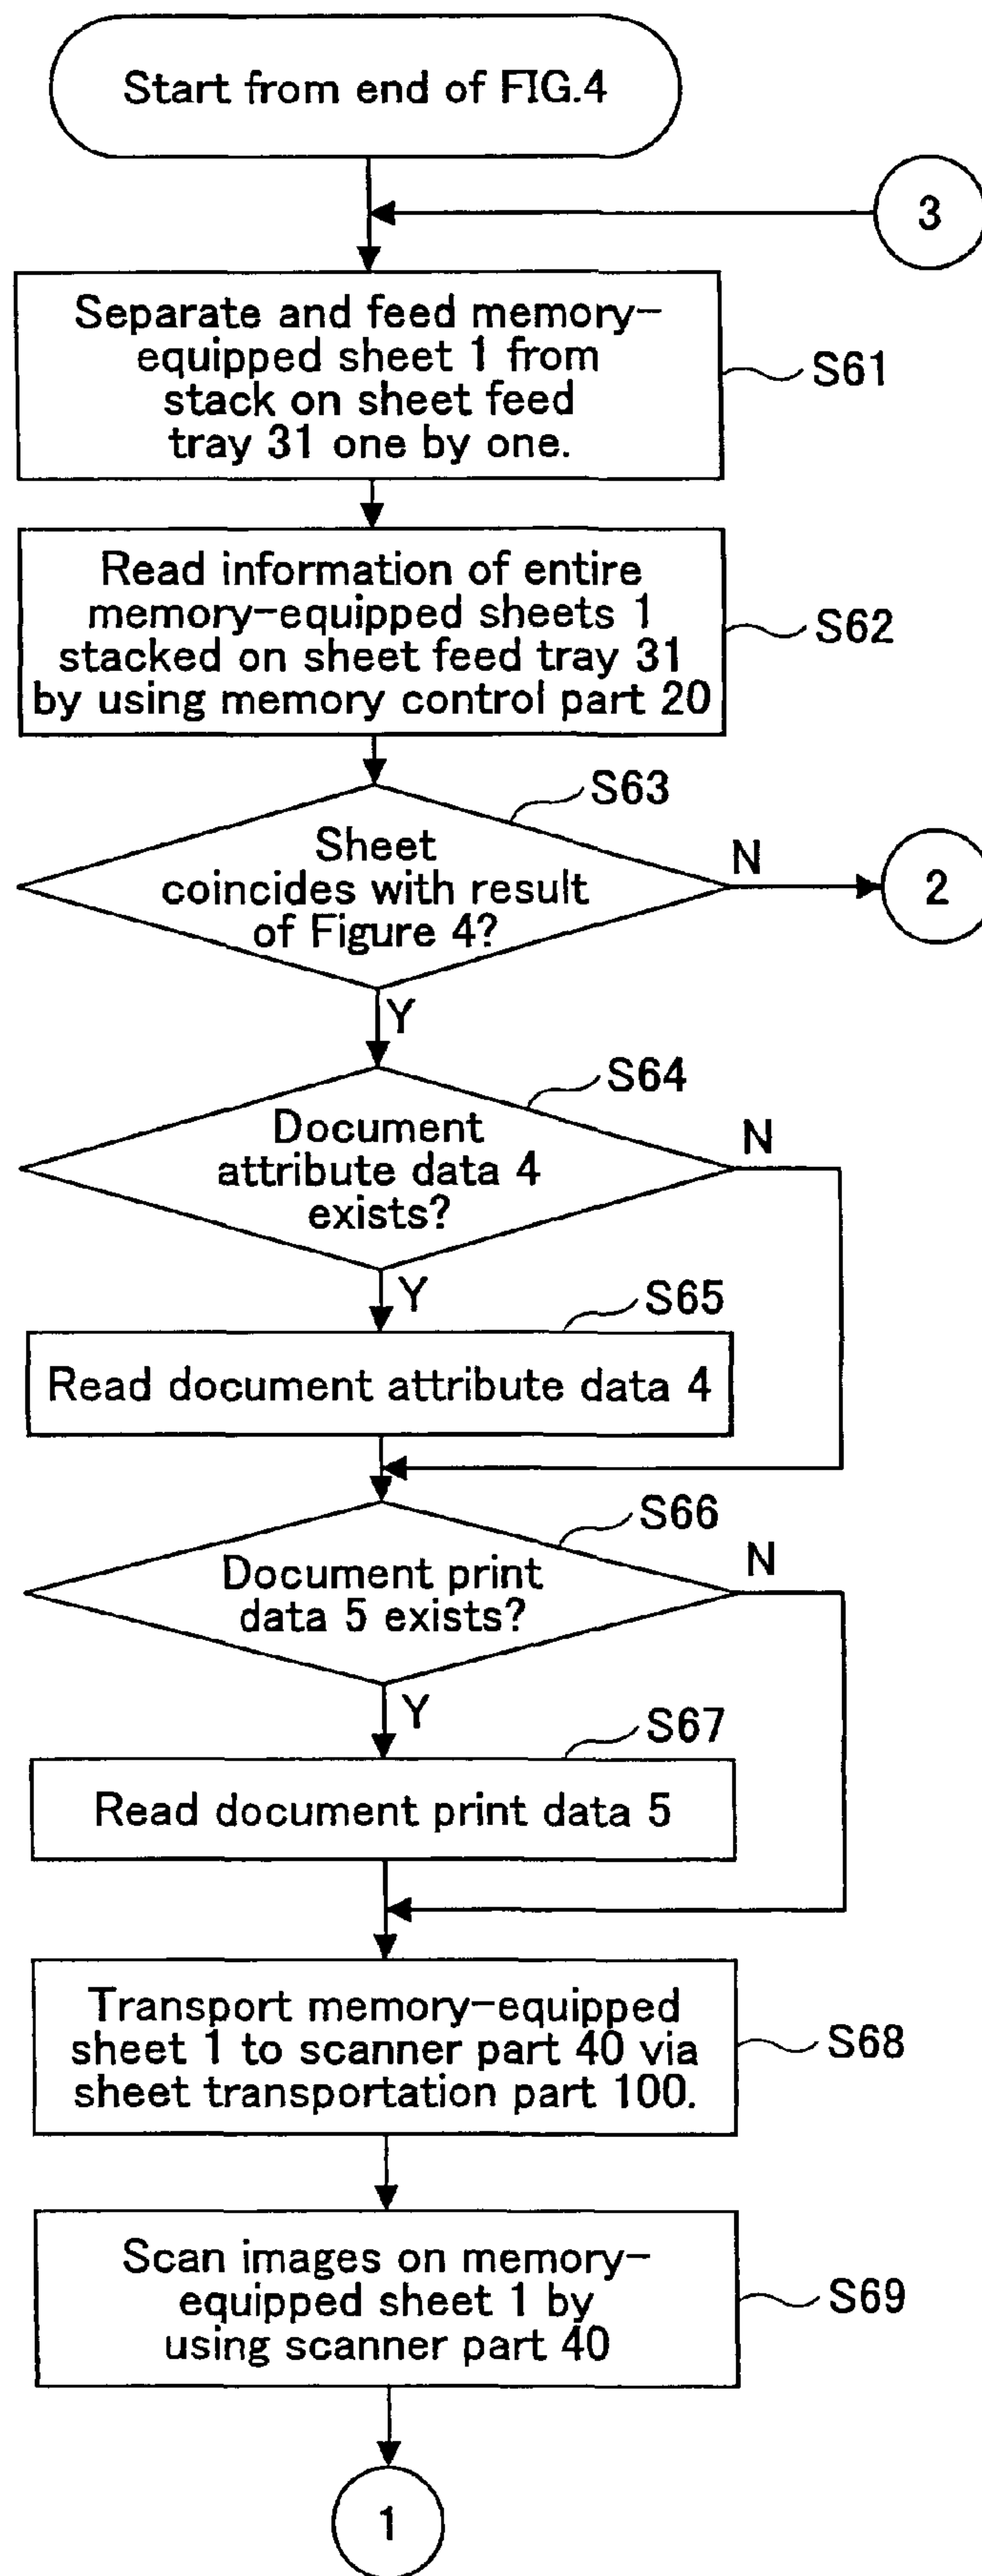 Start from end of FIG.4
3
Separate and feed memory-
equipped sheet 1 from
stack on sheet feed
tray 31 one by one.
S61
Read information of entire
memory-equipped sheets 1
stacked on sheet feed tray 31
by using memory control part 20
S62
S63
Sheet
coincides with result
of Figure 4?
N
2
Y
S64
Document
attribute data 4
exists?
N
Y
S65
Read document attribute data 4
S66
Document print
data 5 exists?
N
Y
S67
Read document print data 5
Transport memory-equipped
sheet 1 to scanner part 40 via
sheet transportation part 100.
S68
Scan images on memory-
equipped sheet 1 by
using scanner part 40
S69
1